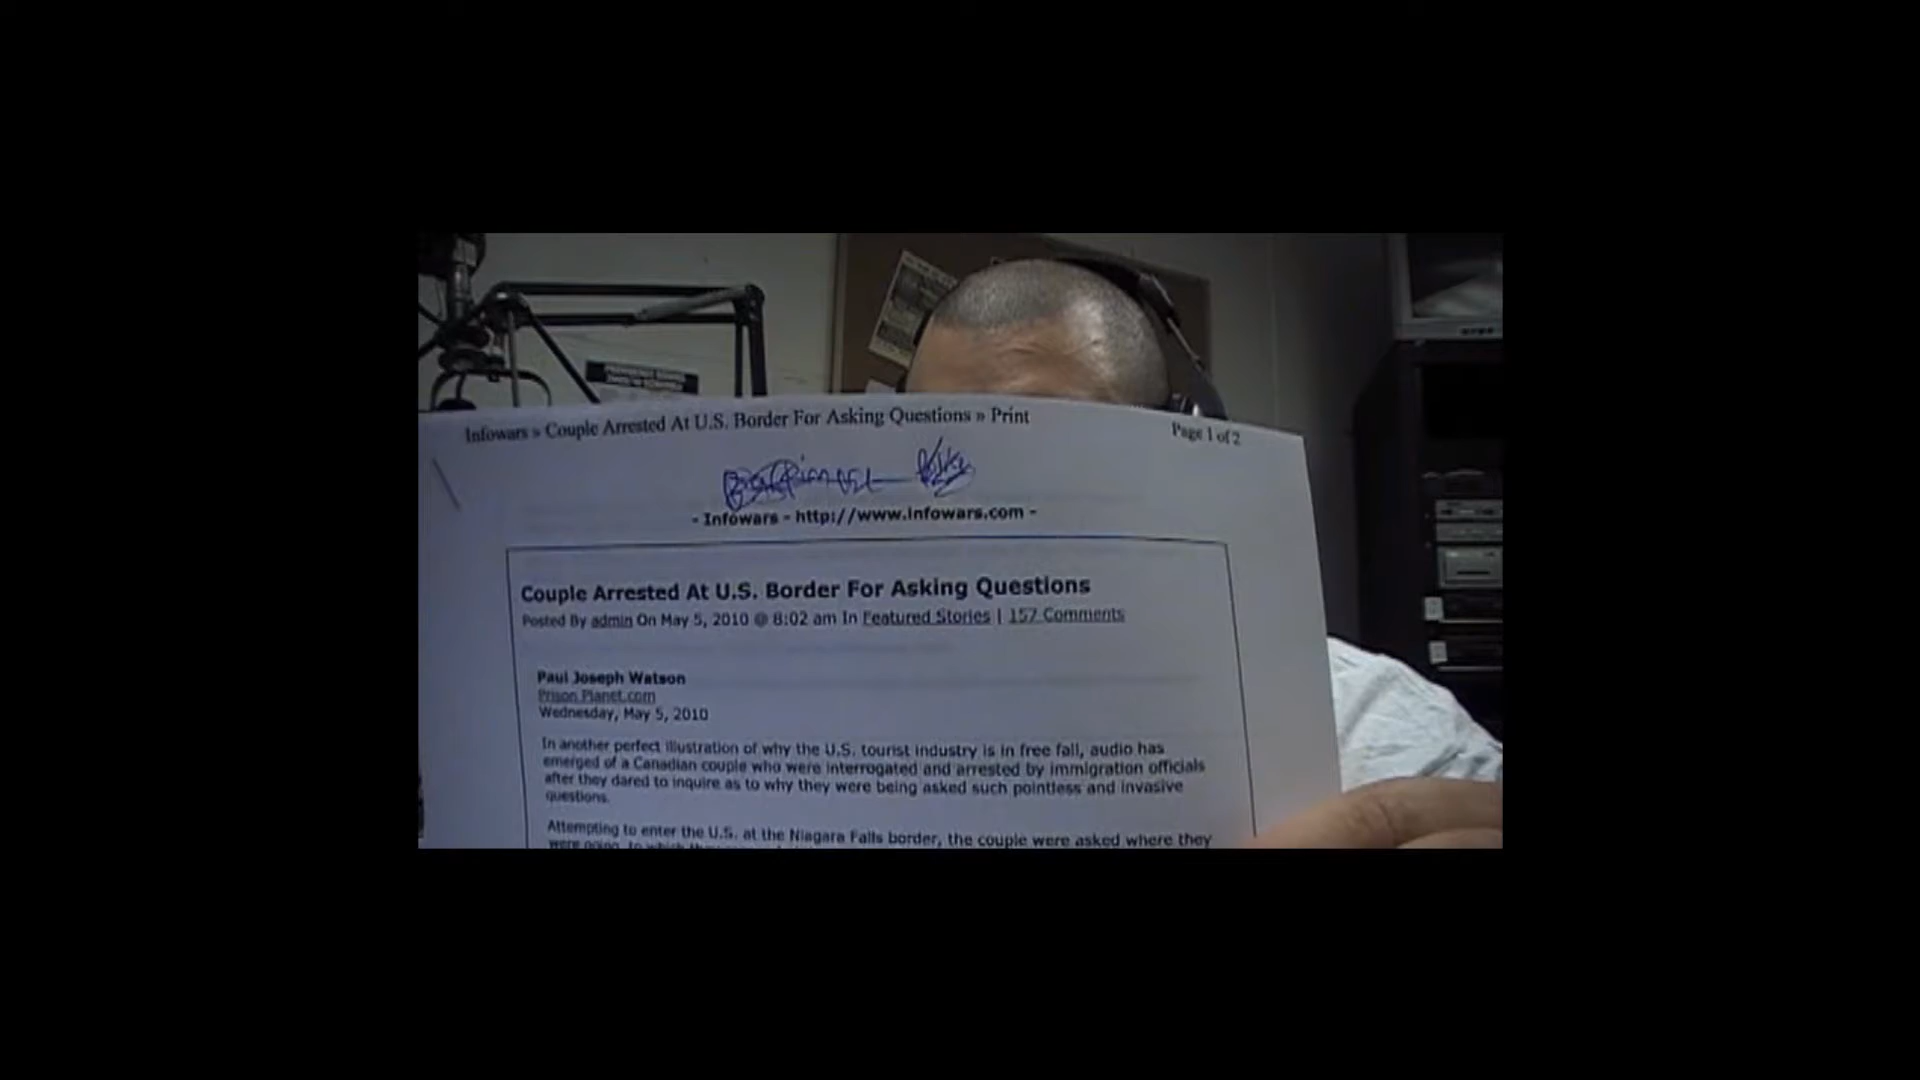 Infowars » Couple Arrested At U.S. Border For Asking Questions » Print
Page 1 of 2
- Infowars - http://www.infowars.com -
Couple Arrested At U.S. Border For Asking Questions
Posted By admin On May 5, 2010 @ 8:02 am In Featured Stories | 157 Comments
Paul Joseph Watson
Prison Planet.com
Wednesday, May 5, 2010
In another perfect illustration of why the U.S. tourist industry is in free fall, audio has
emerged of a Canadian couple who were interrogated and arrested by immigration officials
after they dared to inquire as to why they were being asked such pointless and invasive
questions.
Attempting to enter the U.S. at the Niagara Falls border, the couple were asked where they
were going, to which